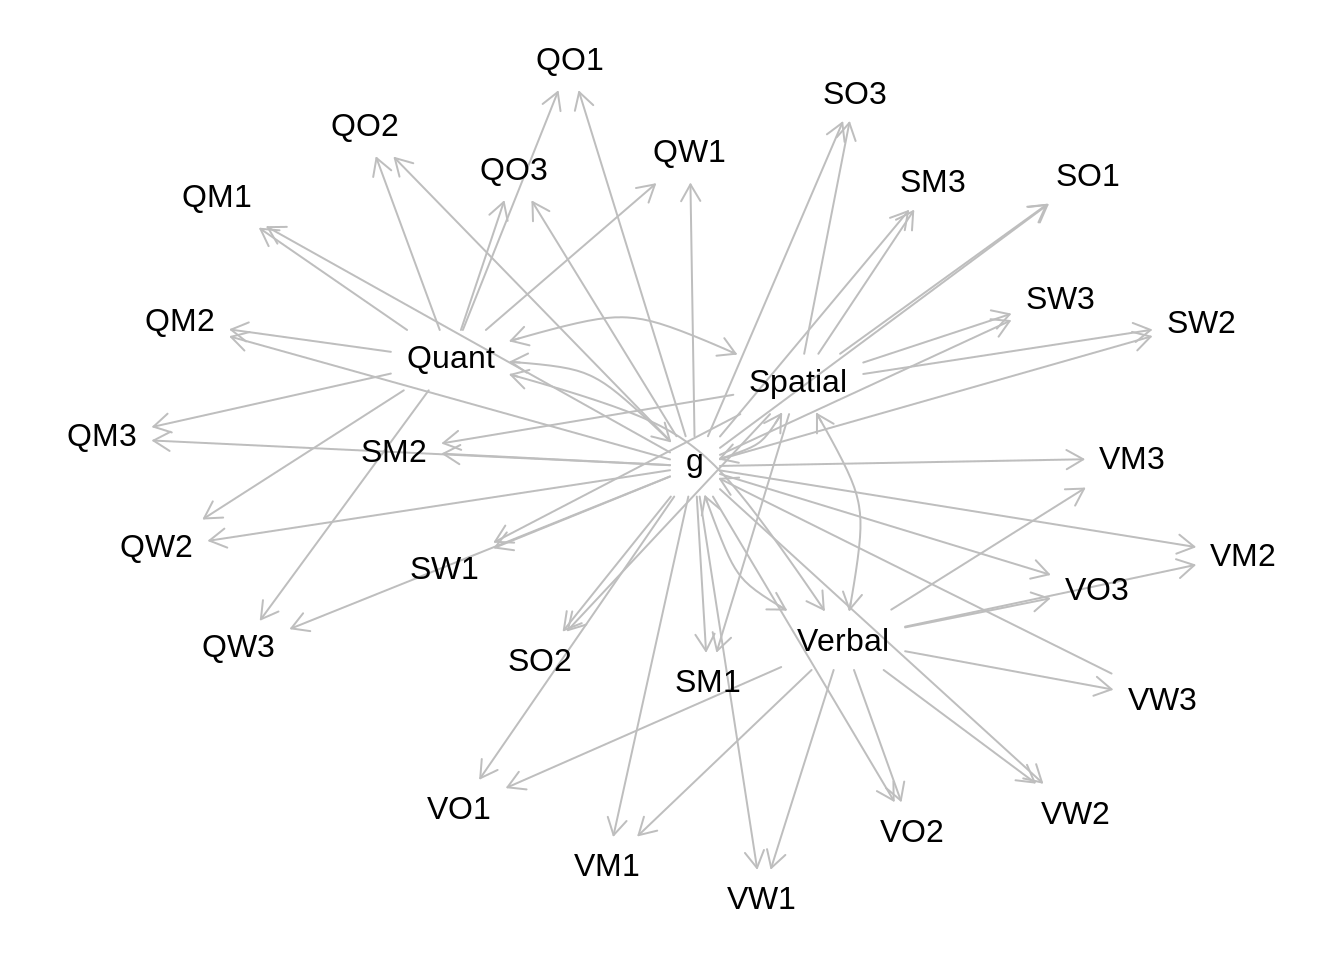 QO1
SO3
QO2
QW1
QO3
SO1
SM3
QM1
SW3
QM2
SW2
Quant
Spatial
QM3
SM2
g
VM3
QW2
VM2
SW1
VO3
Verbal
QW3
SO2
SM1
VW3
VO1
VW2
VO2
VM1
VW1